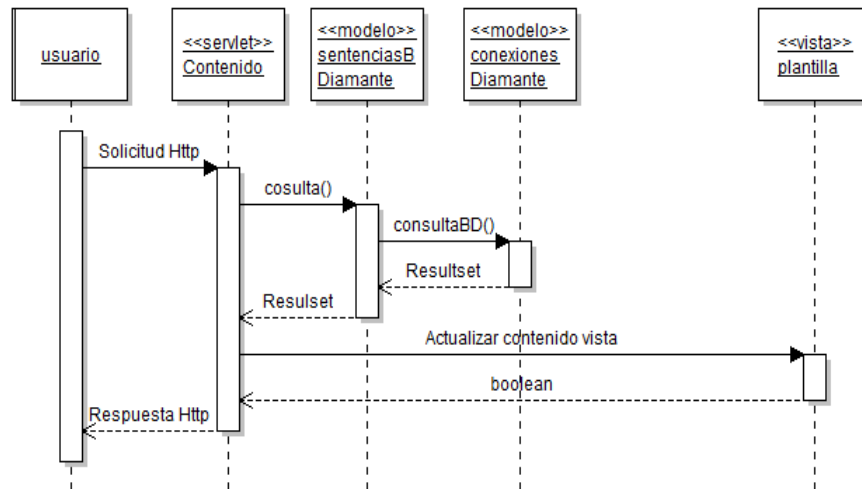 usuario
<<servlet>>
Contenido
<<modelo>>
sentenciasB
Diamante
<<modelo>>
conexiones
Diamante
<<vista>>
plantilla
Solicitud Http
cosulta()
consultaBD()
Resultset
Resulset
Actualizar contenido vista
boolean
Respuesta Http